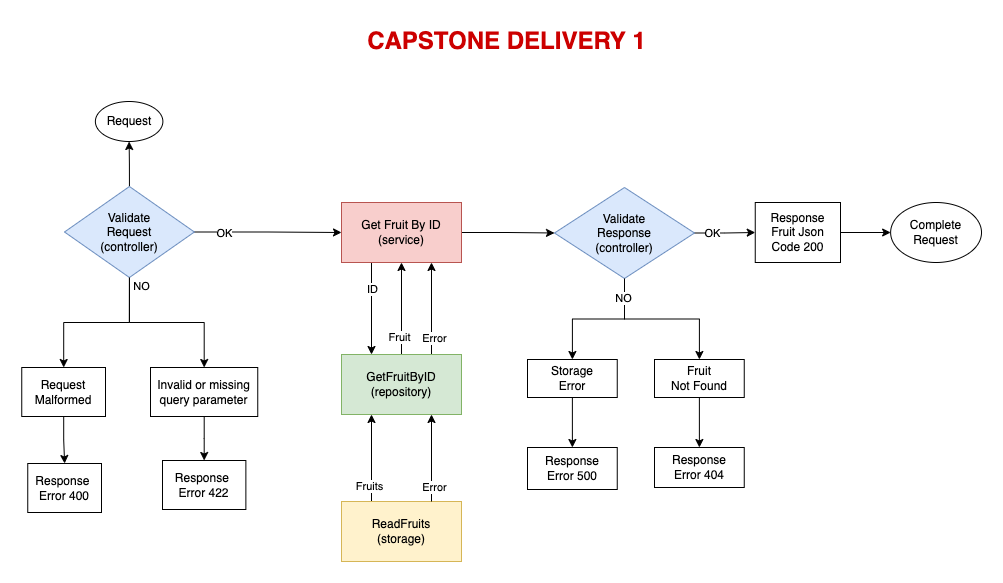 CAPSTONE DELIVERY 1
Request
Validate
Request
(controller)
OK
NO
Request
Malformed
Invalid or missing
query parameter
Response
Error 400
Response
Error 422
Get Fruit By ID
(service)
ID
Fruit
Error
GetFruitByID
(repository)
Fruits
Error
ReadFruits
(storage)
Validate
Response
(controller)
OK
NO
Storage
Error
Fruit
Not Found
Response
Error 500
Response
Error 404
Response
Fruit Json
Code 200
Complete
Request